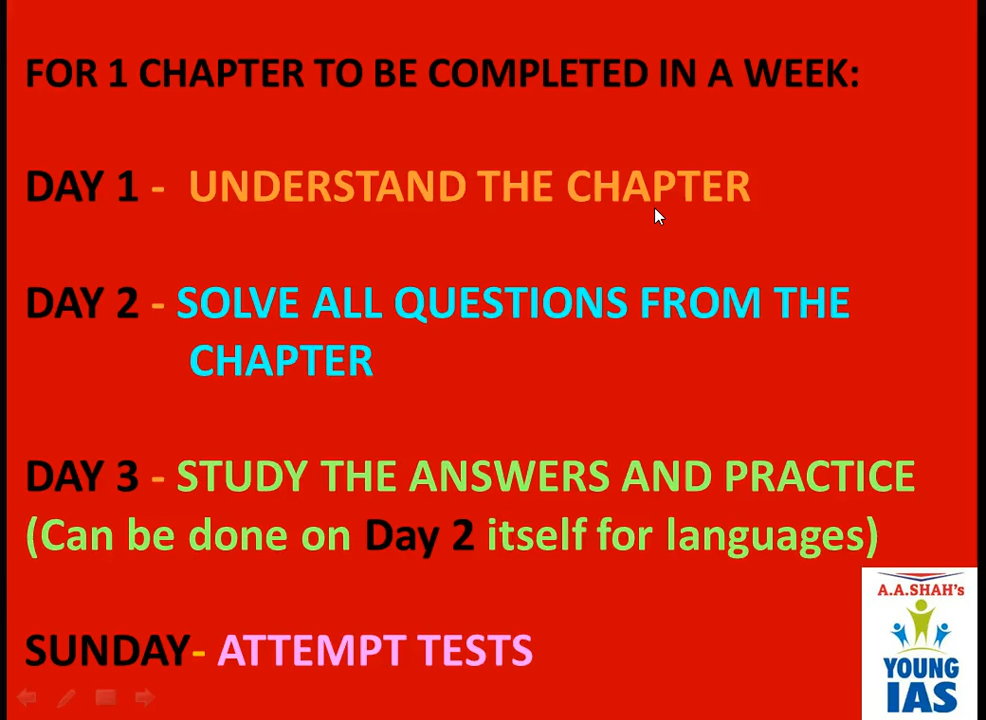 FOR 1 CHAPTER TO BE COMPLETED IN A WEEK:
DAY 1 - UNDERSTAND THE CHAPTER
DAY 2 - SOLVE ALL QUESTIONS FROM THE
CHAPTER
DAY 3 - STUDY THE ANSWERS AND PRACTICE
(Can be done on Day 2 itself for languages)
SUNDAY- ATTEMPT TESTS
A.A.SHAH's
YOUNG
IAS